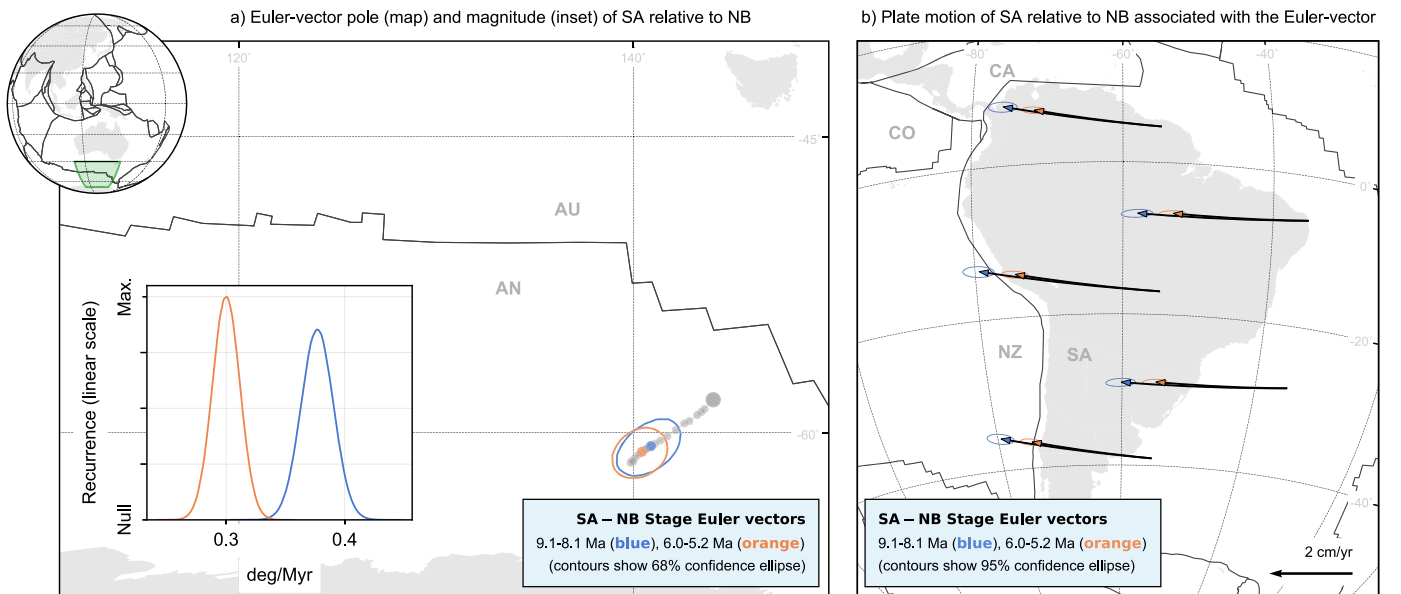 a) Euler-vector pole (map) and magnitude (inset) of SA relative to NB
120°
140°
-45°
AU
AN
-60°
Recurrence (linear scale)
Max.
Null
0.3
0.4
deg/Myr
SA – NB Stage Euler vectors
9.1-8.1 Ma (blue), 6.0-5.2 Ma (orange)
(contours show 68% confidence ellipse)
b) Plate motion of SA relative to NB associated with the Euler-vector
-80°
-60°
-40°
CA
CO
0°
NZ
SA
-20°
-40°
SA – NB Stage Euler vectors
9.1-8.1 Ma (blue), 6.0-5.2 Ma (orange)
(contours show 95% confidence ellipse)
2 cm/yr